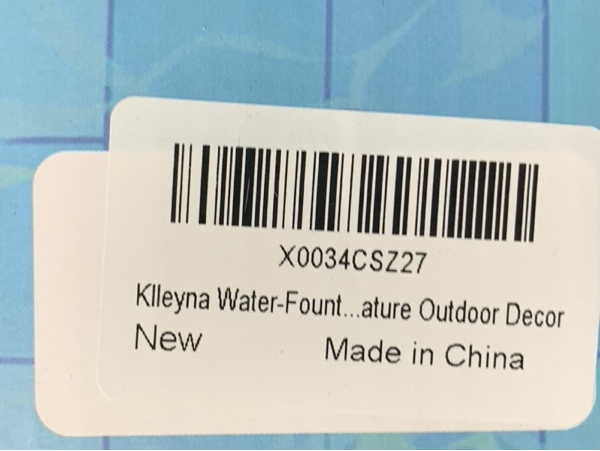 X0034CSZ27
Klleyna Water-Fount...ature Outdoor Decor
New
Made in China